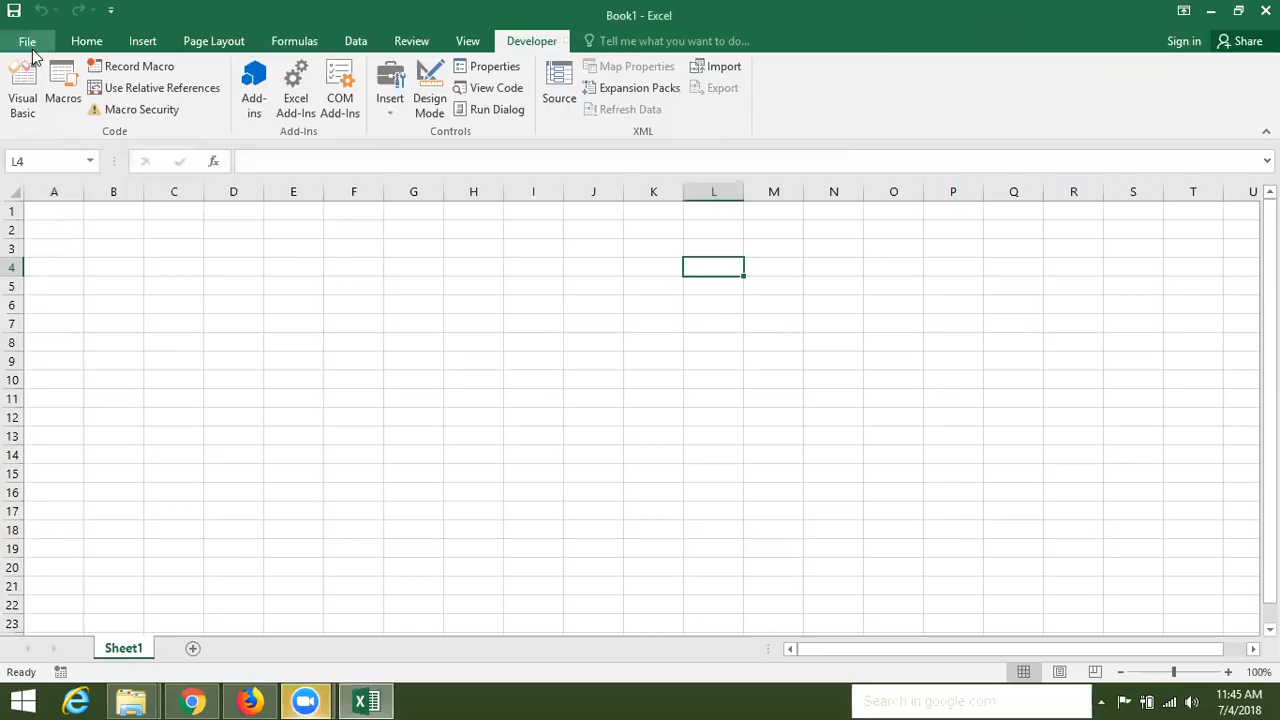 Book1 - Excel
File Home Insert Page Layout Formulas Data Review View Developer Tell me what you want to do... Sign in Share
Visual Basic
Macros
Record Macro
Use Relative References
Macro Security
Code
Add-ins
Excel Add-Ins
COM Add-Ins
Add-Ins
Insert
Design Mode
Properties
View Code
Run Dialog
Controls
Source
Map Properties
Expansion Packs
Refresh Data
Import
Export
XML
L4
fx
A B C D E F G H I J K L M N O P Q R S T U
1
2
3
4
5
6
7
8
9
10
11
12
13
14
15
16
17
18
19
20
21
22
23
Sheet1
Ready
100%
Search in google.com
11:45 AM
7/4/2018